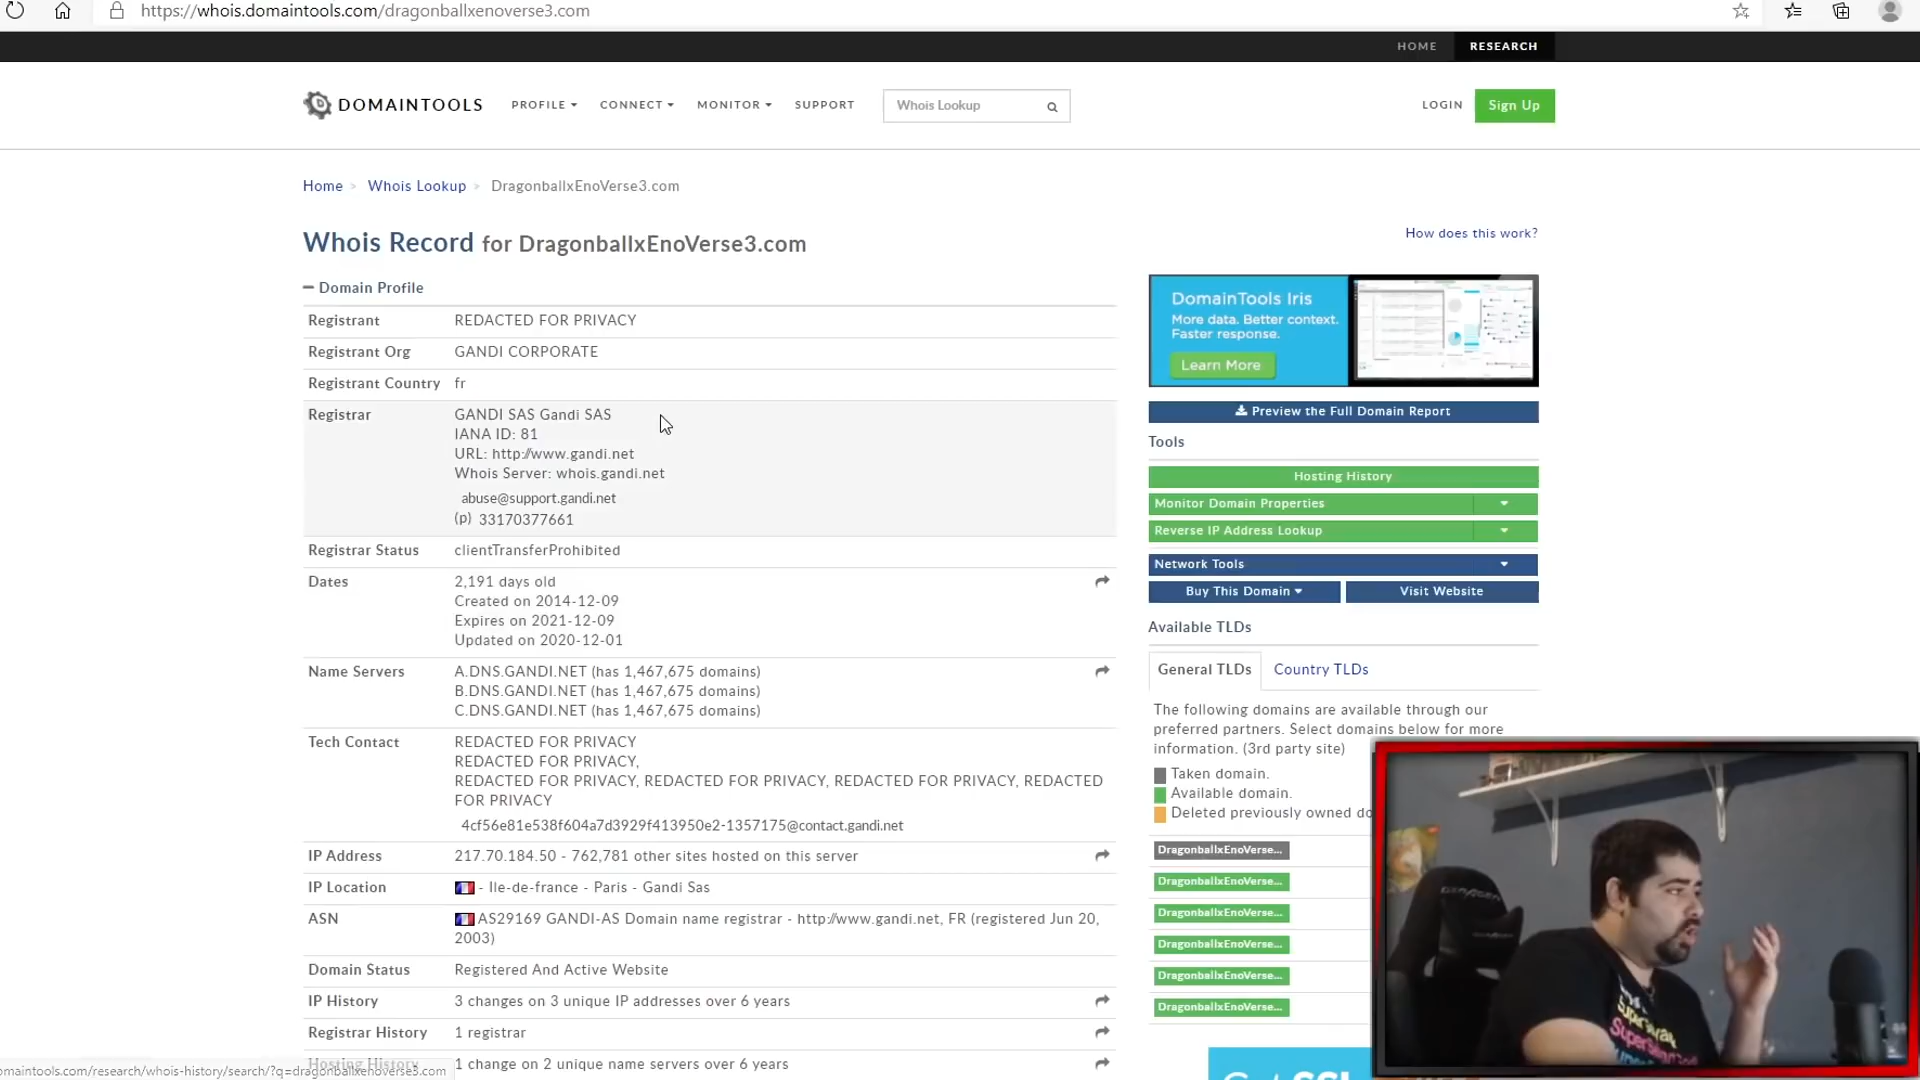 https://whois.domaintools.com/dragonballxenoverse3.com
HOME
RESEARCH
DOMAINTOOLS
PROFILE
CONNECT
MONITOR
SUPPORT
Whois Lookup
LOGIN
Sign Up
Home > Whois Lookup > DragonballxEnoVerse3.com
How does this work?
Whois Record for DragonballxEnoVerse3.com
Domain Profile
Registrant REDACTED FOR PRIVACY
Registrant Org GANDI CORPORATE
Registrant Country fr
Registrar GANDI SAS Gandi SAS
IANA ID: 81
URL: http://www.gandi.net
Whois Server: whois.gandi.net
abuse@support.gandi.net
(p) 33170377661
Registrar Status clientTransferProhibited
Dates 2,191 days old
Created on 2014-12-09
Expires on 2021-12-09
Updated on 2020-12-01
Name Servers A.DNS.GANDI.NET (has 1,467,675 domains)
B.DNS.GANDI.NET (has 1,467,675 domains)
C.DNS.GANDI.NET (has 1,467,675 domains)
Tech Contact REDACTED FOR PRIVACY
REDACTED FOR PRIVACY,
REDACTED FOR PRIVACY, REDACTED FOR PRIVACY, REDACTED FOR PRIVACY, REDACTED
FOR PRIVACY
4cf56e81e538f604a7d3929f413950e2-1357175@contact.gandi.net
IP Address 217.70.184.50 - 762,781 other sites hosted on this server
IP Location - Ile-de-france - Paris - Gandi Sas
ASN AS29169 GANDI-AS Domain name registrar - http://www.gandi.net, FR (registered Jun 20,
2003)
Domain Status Registered And Active Website
IP History 3 changes on 3 unique IP addresses over 6 years
Registrar History 1 registrar
Hosting History 1 change on 2 unique name servers over 6 years
omaintools.com/research/whois-history/search/?q=dragonballxenoverse3.com
DomainTools Iris
More data. Better context.
Faster response.
Learn More
Preview the Full Domain Report
Tools
Hosting History
Monitor Domain Properties
Reverse IP Address Lookup
Network Tools
Buy This Domain
Visit Website
Available TLDs
General TLDs
Country TLDs
The following domains are available through our
preferred partners. Select domains below for more
information. (3rd party site)
Taken domain.
Available domain.
Deleted previously owned do
DragonballxEnoVerse...
DragonballxEnoVerse...
DragonballxEnoVerse...
DragonballxEnoVerse...
DragonballxEnoVerse...
DragonballxEnoVerse...